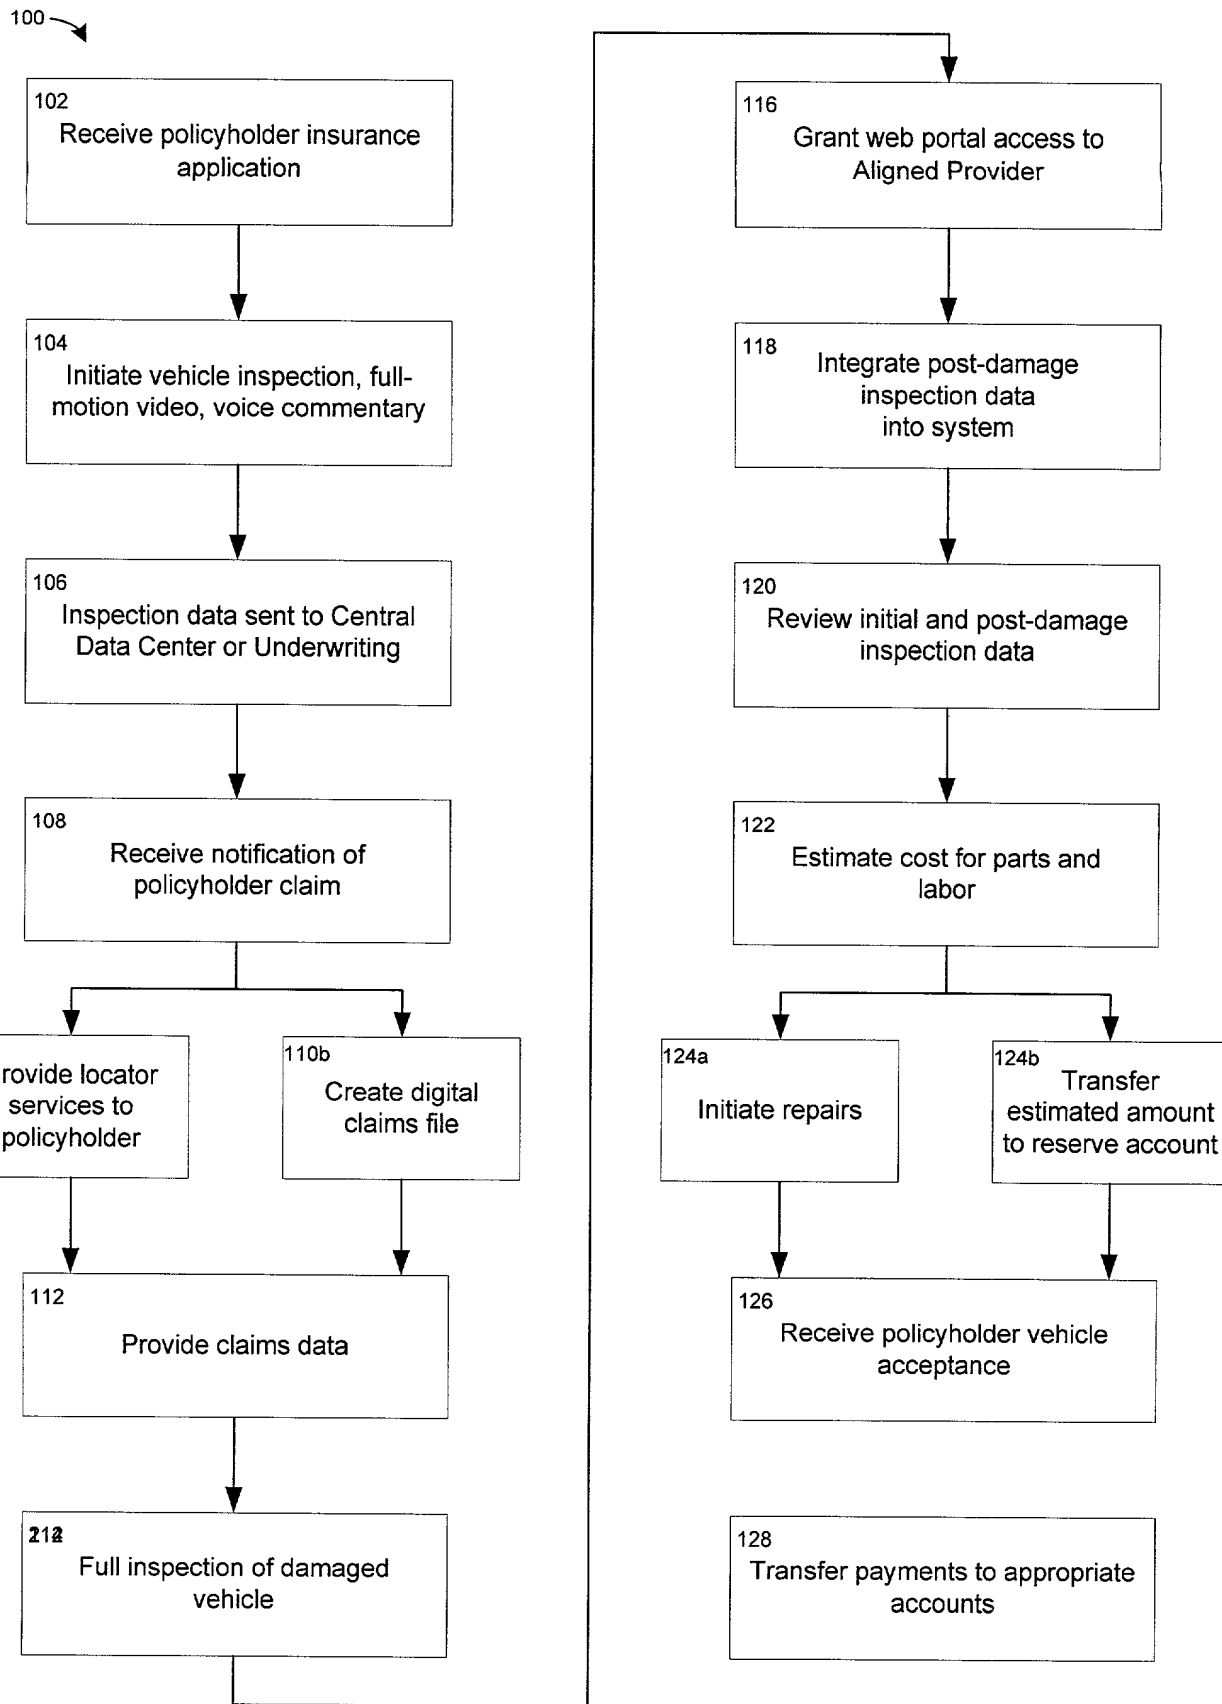 100
102
Receive policyholder insurance
application
104
Initiate vehicle inspection, full-
motion video, voice commentary
106
Inspection data sent to Central
Data Center or Underwriting
108
Receive notification of
policyholder claim
rovide locator
services to
policyholder
110b
Create digital
claims file
112
Provide claims data
Full inspection of damaged
vehicle
116
Grant web portal access to
Aligned Provider
118
Integrate post-damage
inspection data
into system
120
Review initial and post-damage
inspection data
122
Estimate cost for parts and
labor
124a
Initiate repairs
124b
Transfer
estimated amount
to reserve account
126
Receive policyholder vehicle
acceptance
128
Transfer payments to appropriate
accounts